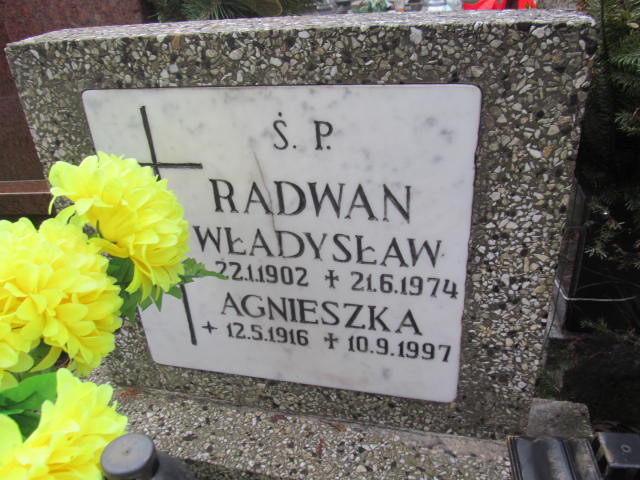 Ś. P.
RADWAN
WŁADYSŁAW
22.1.1902 ✝ 21.6.1974
AGNIESZKA
+ 12.5.1916 ✝ 10.9.1997